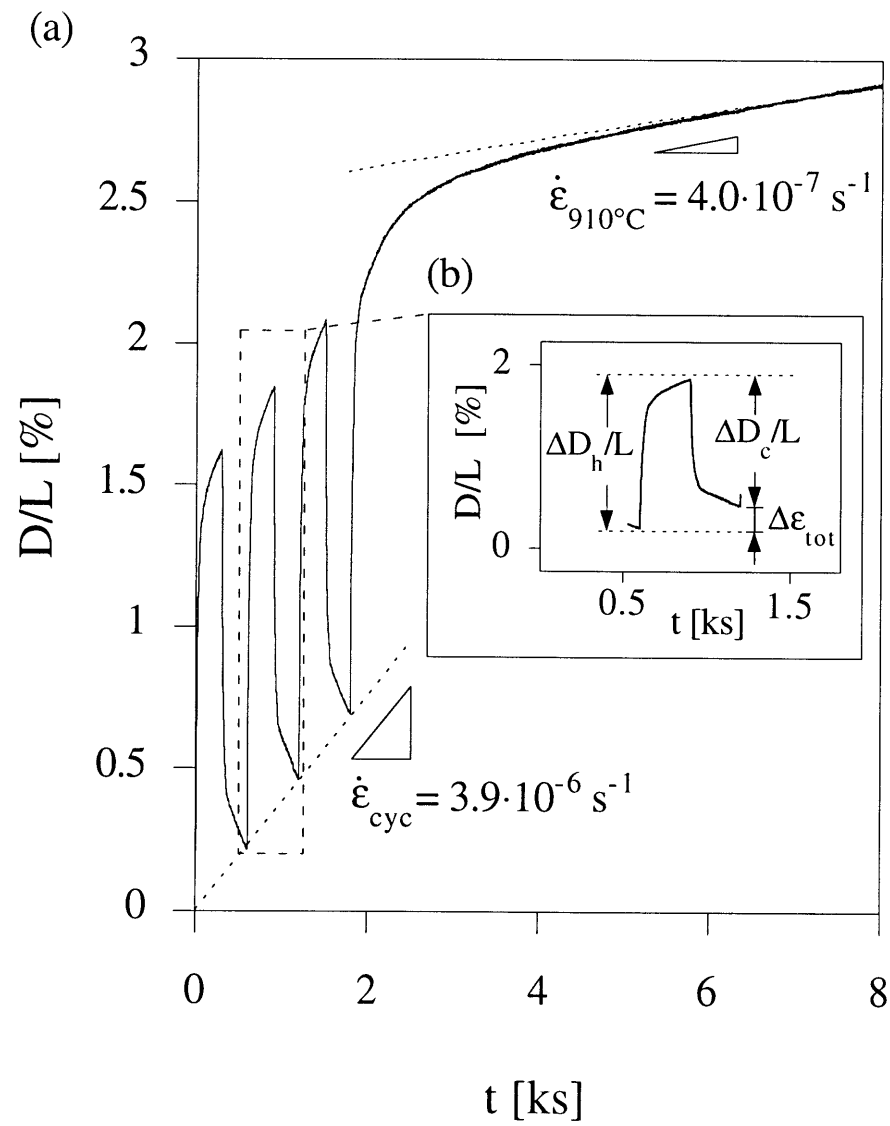 (a)
3
2.5
2
1.5
1
0.5
0
D/L [%]
0 2 4 6 8
t [ks]
ε̇910°C = 4.0·10-7 s-1
ε̇cyc = 3.9·10-6 s-1
(b)
2
0
D/L [%]
ΔDh/L
ΔDc/L
Δεtot
0.5 1.5
t [ks]